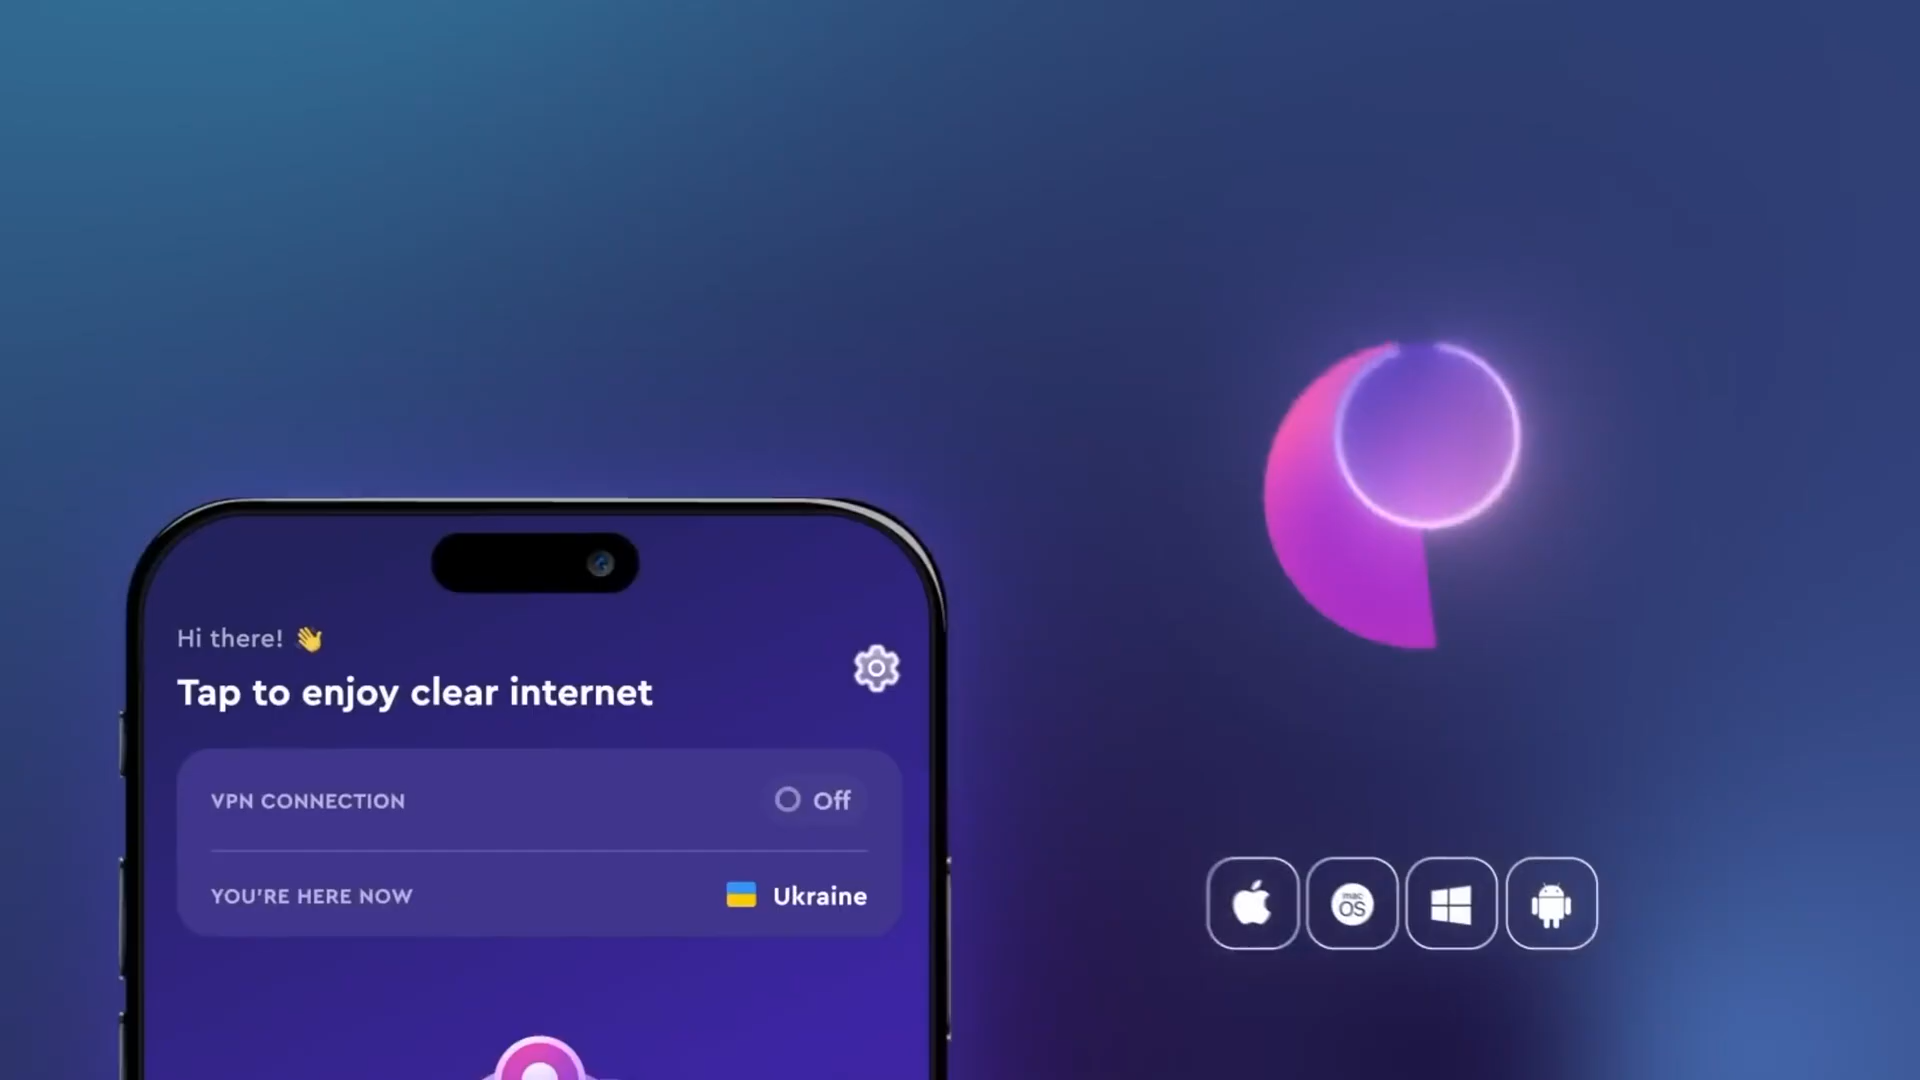 Hi there! 👋
Tap to enjoy clear internet
VPN CONNECTION
Off
YOU'RE HERE NOW
Ukraine
mac
OS